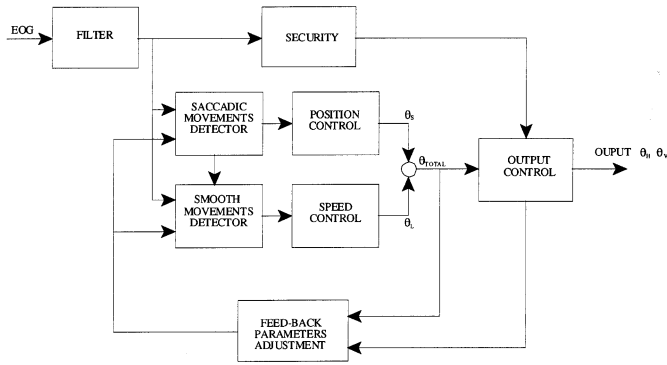 EOG
FILTER
SECURITY
SACCADIC
MOVEMENTS
DETECTOR
POSITION
CONTROL
θS
θTOTAL
OUTPUT
CONTROL
OUPUT θH θV
SMOOTH
MOVEMENTS
DETECTOR
SPEED
CONTROL
θL
FEED-BACK
PARAMETERS
ADJUSTMENT